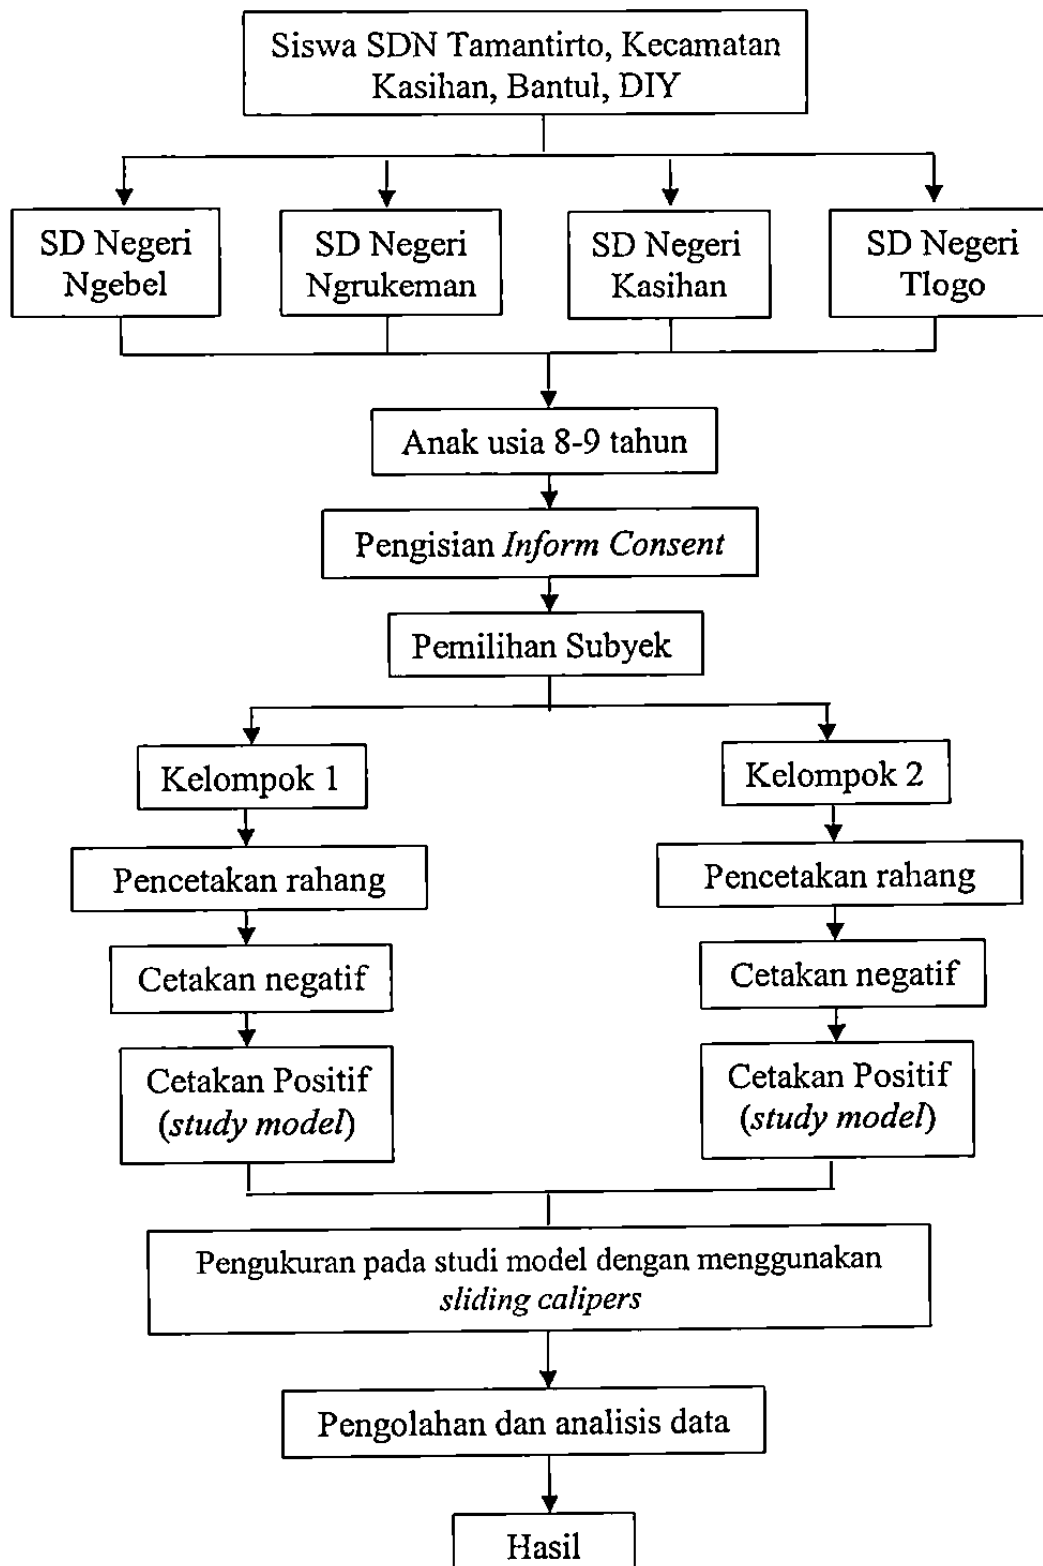 Siswa SDN Tamantirto, Kecamatan
Kasihan, Bantul, DIY
SD Negeri
Ngebel
SD Negeri
Ngrukeman
SD Negeri
Kasihan
SD Negeri
Tlogo
Anak usia 8-9 tahun
Pengisian Inform Consent
Pemilihan Subyek
Kelompok 1
Pencetakan rahang
Cetakan negatif
Cetakan Positif
(study model)
Kelompok 2
Pencetakan rahang
Cetakan negatif
Cetakan Positif
(study model)
Pengukuran pada studi model dengan menggunakan
sliding calipers
Pengolahan dan analisis data
Hasil